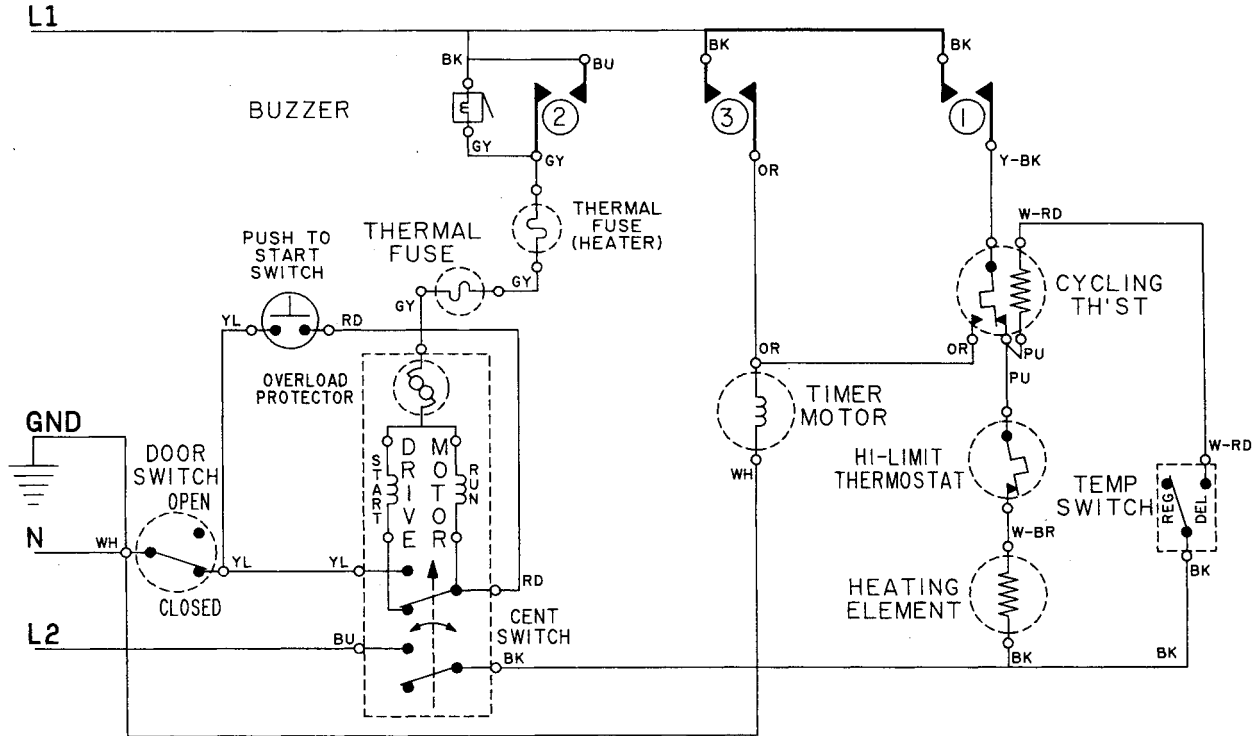 L1
BK
BU
BK
BK
BUZZER
2
3
1
GY
GY
OR
Y-BK
THERMAL
FUSE
(HEATER)
W-RD
THERMAL
FUSE
PUSH TO
START
SWITCH
GY
GY
CYCLING
TH'ST
YL
RD
OR
OR
PU
PU
OVERLOAD
PROTECTOR
TIMER
MOTOR
GND
DOOR
SWITCH
OPEN
START
DRIVE
MOTOR
RUN
WH
HI-LIMIT
THERMOSTAT
W-RD
TEMP
SWITCH
REG
DEL
N
WH
YL
YL
W-BR
BK
CLOSED
RD
HEATING
ELEMENT
L2
BU
CENT
SWITCH
BK
BK
BK